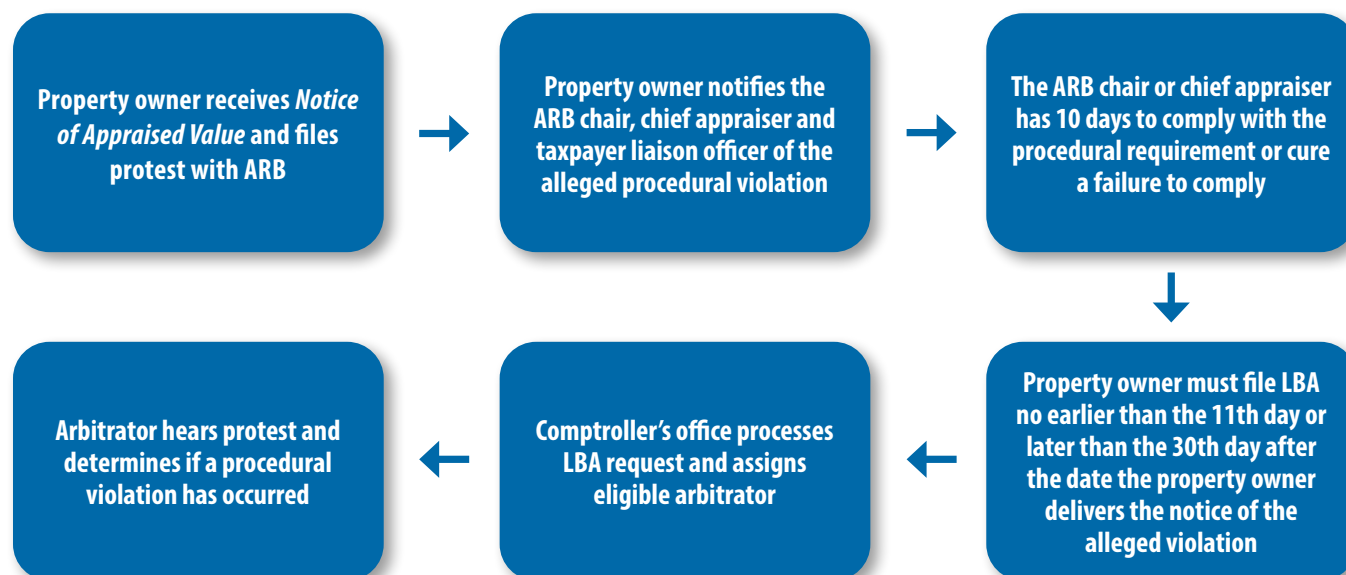 Property owner receives Notice
of Appraised Value and files
protest with ARB
Property owner notifies the
ARB chair, chief appraiser and
taxpayer liaison officer of the
alleged procedural violation
The ARB chair or chief appraiser
has 10 days to comply with the
procedural requirement or cure
a failure to comply
Property owner must file LBA
no earlier than the 11th day or
later than the 30th day after
the date the property owner
delivers the notice of the
alleged violation
Comptroller's office processes
LBA request and assigns
eligible arbitrator
Arbitrator hears protest and
determines if a procedural
violation has occurred